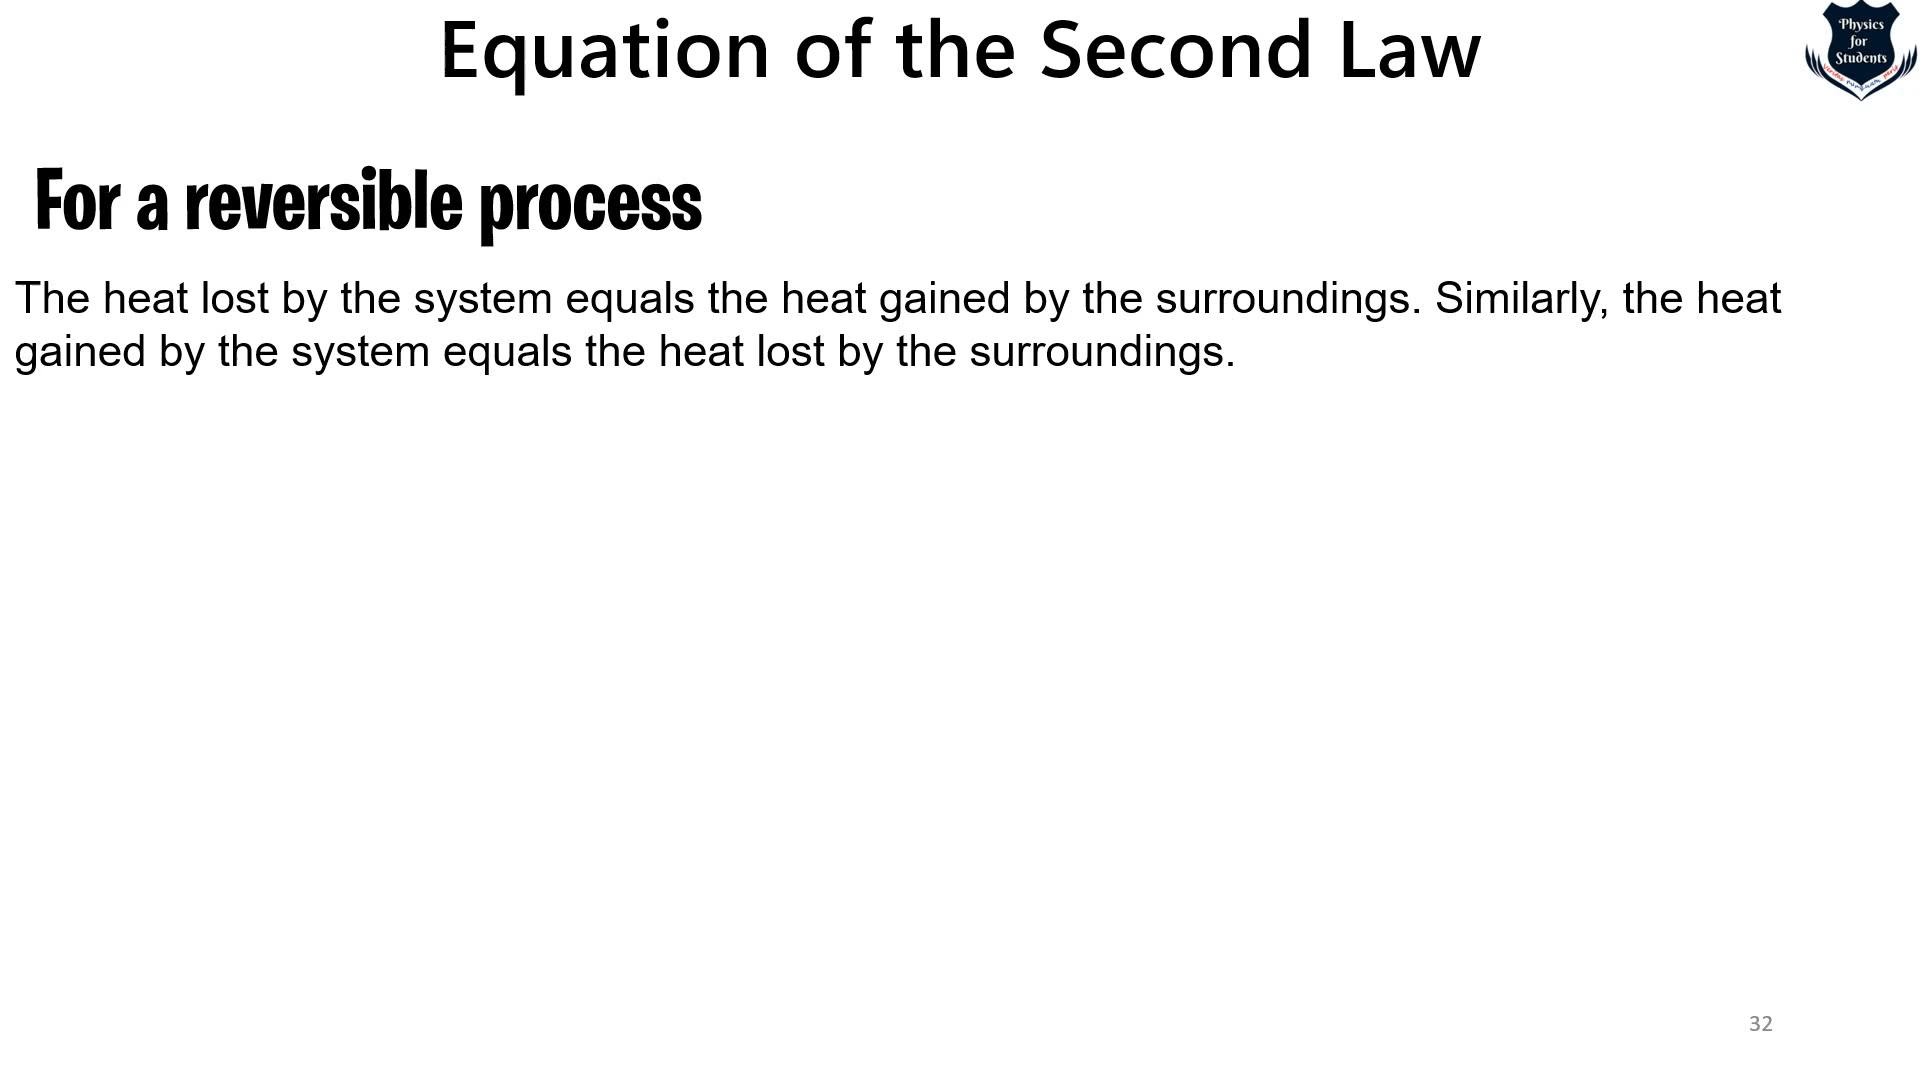 Equation of the Second Law
Physics
for
Students
For a reversible process
The heat lost by the system equals the heat gained by the surroundings. Similarly, the heat
gained by the system equals the heat lost by the surroundings.
32